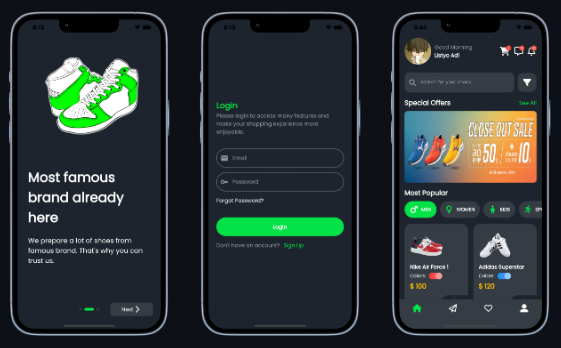 9:12
Most famous
brand already
here
We prepare a lot of shoes from
famous brand. That's why you can
trust us.
Next
9:13
Login
Please login to access many features and
make your shopping experience more
enjoyable.
Email
Password
Forgot Password?
Login
Don't have an account? Sign Up
9:44
Good Morning
Listyo Adi
Search for your shoes
Special Offers
See All
CLOSE OUT SALE
50
10
Most Popular
MEN
WOMEN
KIDS
Nike Air Force 1
Colors
$ 100
Adidas Superstar
Colors
$ 120